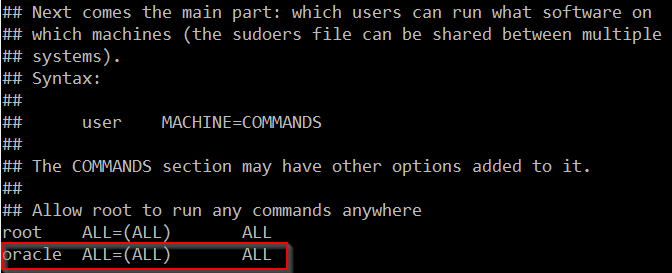 ## Next comes the main part: which users can run what software on
## which machines (the sudoers file can be shared between multiple
## systems).
## Syntax:
##
##      user    MACHINE=COMMANDS
##
## The COMMANDS section may have other options added to it.
##
## Allow root to run any commands anywhere
root    ALL=(ALL)       ALL
oracle  ALL=(ALL)       ALL